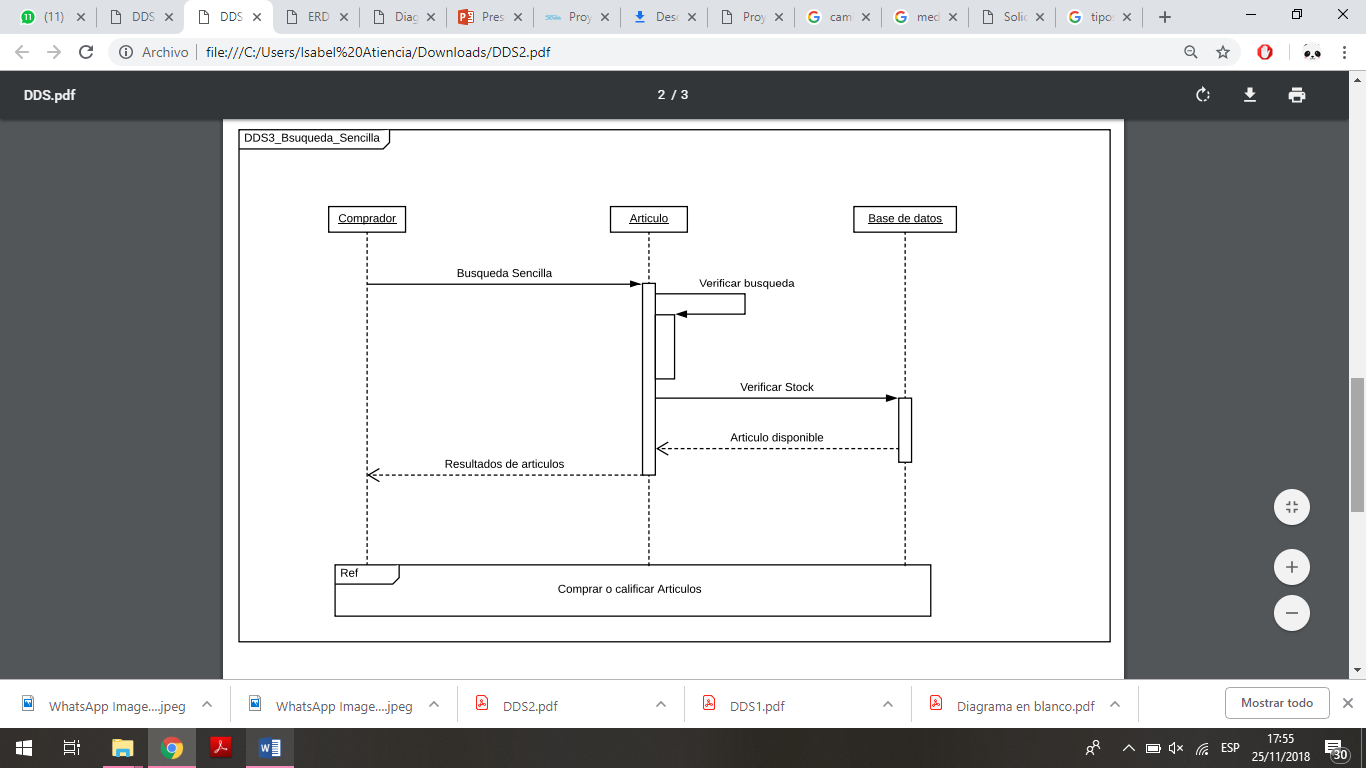 (11)
DDS
DDS
ERD
Diag
Pres
Proy
Desc
Proy
cam
med
Solic
tipos
Archivo
file:///C:/Users/Isabel%20Atiencia/Downloads/DDS2.pdf
DDS.pdf
2 / 3
DDS3_Bsuqueda_Sencilla
Comprador
Articulo
Base de datos
Busqueda Sencilla
Verificar busqueda
Verificar Stock
Articulo disponible
Resultados de articulos
Ref
Comprar o calificar Articulos
WhatsApp Image....jpeg
WhatsApp Image....jpeg
DDS2.pdf
DDS1.pdf
Diagrama en blanco.pdf
Mostrar todo
ESP
17:55
25/11/2018
30